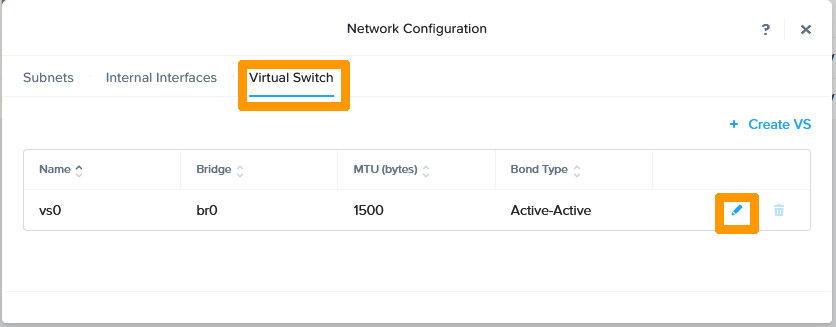 Network Configuration
?
×
Subnets Internal Interfaces Virtual Switch
+ Create VS
Name Bridge MTU (bytes) Bond Type
vs0 br0 1500 Active-Active